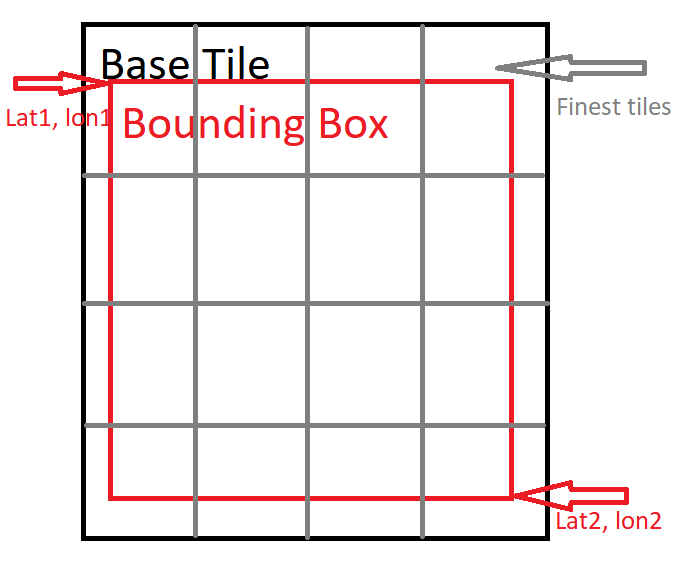 Base Tile
Lat1, lon1
Bounding Box
Finest tiles
Lat2, lon2